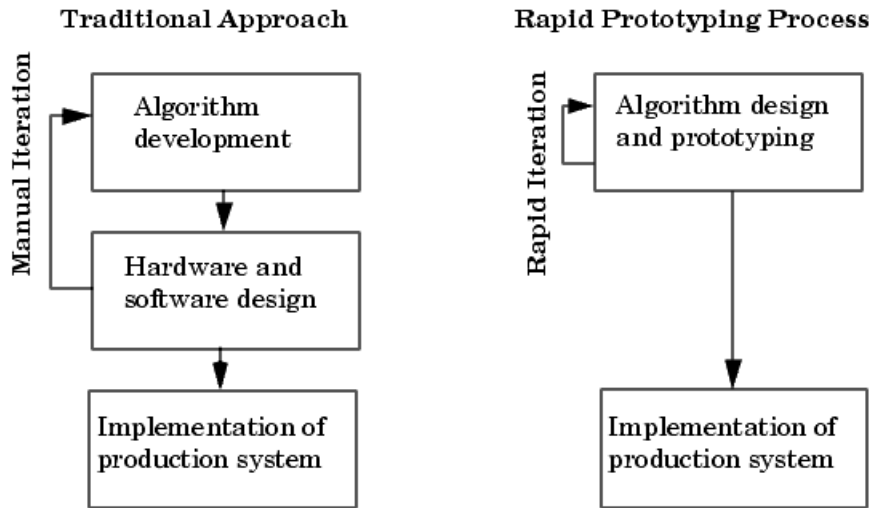 Traditional Approach
Manual Iteration
Algorithm
development
Hardware and
software design
Implementation of
production system
Rapid Prototyping Process
Rapid Iteration
Algorithm design
and prototyping
Implementation of
production system